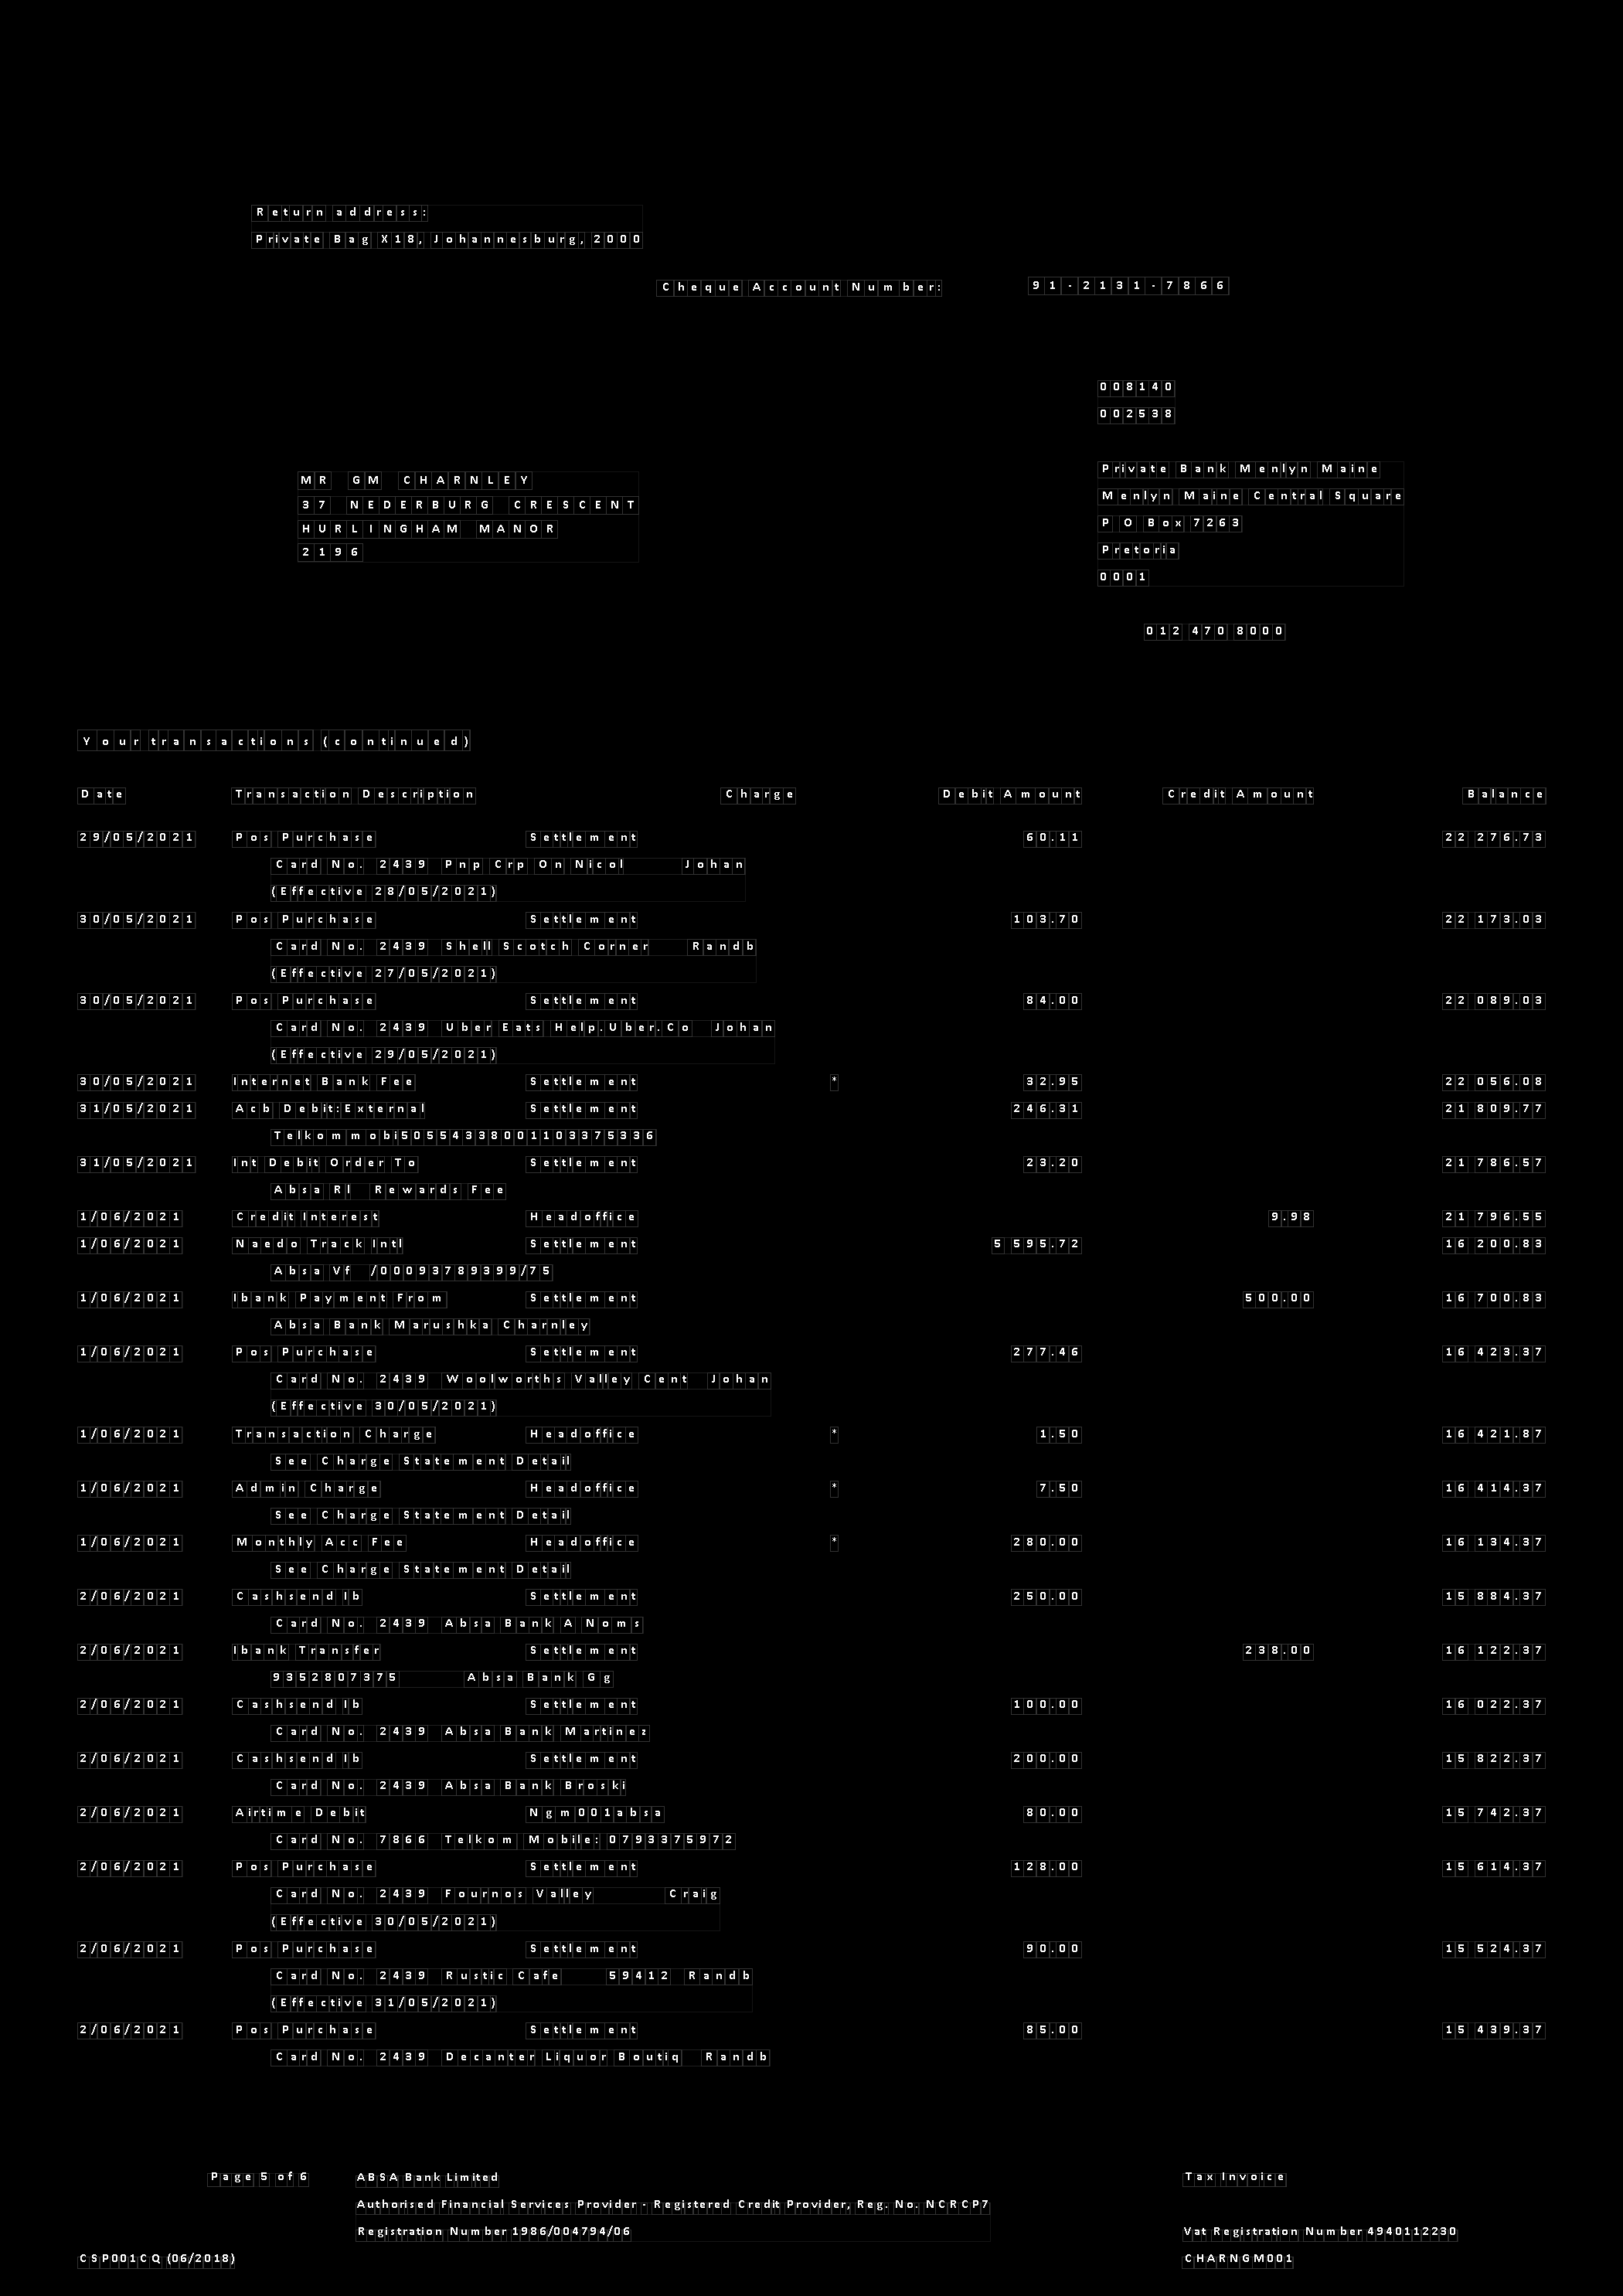 Return address:
Private Bag X18, Johannesburg, 2000
Cheque Account Number: 91-2131-7866
008140
002538
Private Bank Menlyn Maine
MR GM CHARNLEY
Menlyn Maine Central Square
37 NEDERBURG CRESCENT
P O Box 7263
HURLINGHAM MANOR
Pretoria
2196
0001
012 470 8000
Your transactions (continued)
Date Transaction Description Charge Debit Amount Credit Amount Balance
29/05/2021 Pos Purchase Settlement 60.11 22 276.73
Card No. 2439 Pnp Crp On Nicol Johan
(Effective 28/05/2021)
30/05/2021 Pos Purchase Settlement 103.70 22 173.03
Card No. 2439 Shell Scotch Corner Randb
(Effective 27/05/2021)
30/05/2021 Pos Purchase Settlement 84.00 22 089.03
Card No. 2439 Uber Eats Help.Uber.Co Johan
(Effective 29/05/2021)
30/05/2021 Internet Bank Fee Settlement * 32.95 22 056.08
31/05/2021 Acb Debit:External Settlement 246.31 21 809.77
Telkommobi50554338001103375336
31/05/2021 Int Debit Order To Settlement 23.20 21 786.57
Absa Rl Rewards Fee
1/06/2021 Credit Interest Headoffice 9.98 21 796.55
1/06/2021 Naedo Track Intl Settlement 5 595.72 16 200.83
Absa Vf /00093789399/75
1/06/2021 Ibank Payment From Settlement 500.00 16 700.83
Absa Bank Marushka Charnley
1/06/2021 Pos Purchase Settlement 277.46 16 423.37
Card No. 2439 Woolworths Valley Cent Johan
(Effective 30/05/2021)
1/06/2021 Transaction Charge Headoffice * 1.50 16 421.87
See Charge Statement Detail
1/06/2021 Admin Charge Headoffice * 7.50 16 414.37
See Charge Statement Detail
1/06/2021 Monthly Acc Fee Headoffice * 280.00 16 134.37
See Charge Statement Detail
2/06/2021 Cashsend Ib Settlement 250.00 15 884.37
Card No. 2439 Absa Bank A Noms
2/06/2021 Ibank Transfer Settlement 238.00 16 122.37
9352807375 Absa Bank Gg
2/06/2021 Cashsend Ib Settlement 100.00 16 022.37
Card No. 2439 Absa Bank Martinez
2/06/2021 Cashsend Ib Settlement 200.00 15 822.37
Card No. 2439 Absa Bank Broski
2/06/2021 Airtime Debit Ngm001absa 80.00 15 742.37
Card No. 7866 Telkom Mobile: 0793375972
2/06/2021 Pos Purchase Settlement 128.00 15 614.37
Card No. 2439 Fournos Valley Craig
(Effective 30/05/2021)
2/06/2021 Pos Purchase Settlement 90.00 15 524.37
Card No. 2439 Rustic Cafe 59412 Randb
(Effective 31/05/2021)
2/06/2021 Pos Purchase Settlement 85.00 15 439.37
Card No. 2439 Decanter Liquor Boutiq Randb
Page 5 of 6 ABSA Bank Limited Tax Invoice
Authorised Financial Services Provider - Registered Credit Provider, Reg. No. NCRCP7
Registration Number 1986/004794/06 Vat Registration Number 4940112230
CSP001CQ (06/2018) CHARNGM001